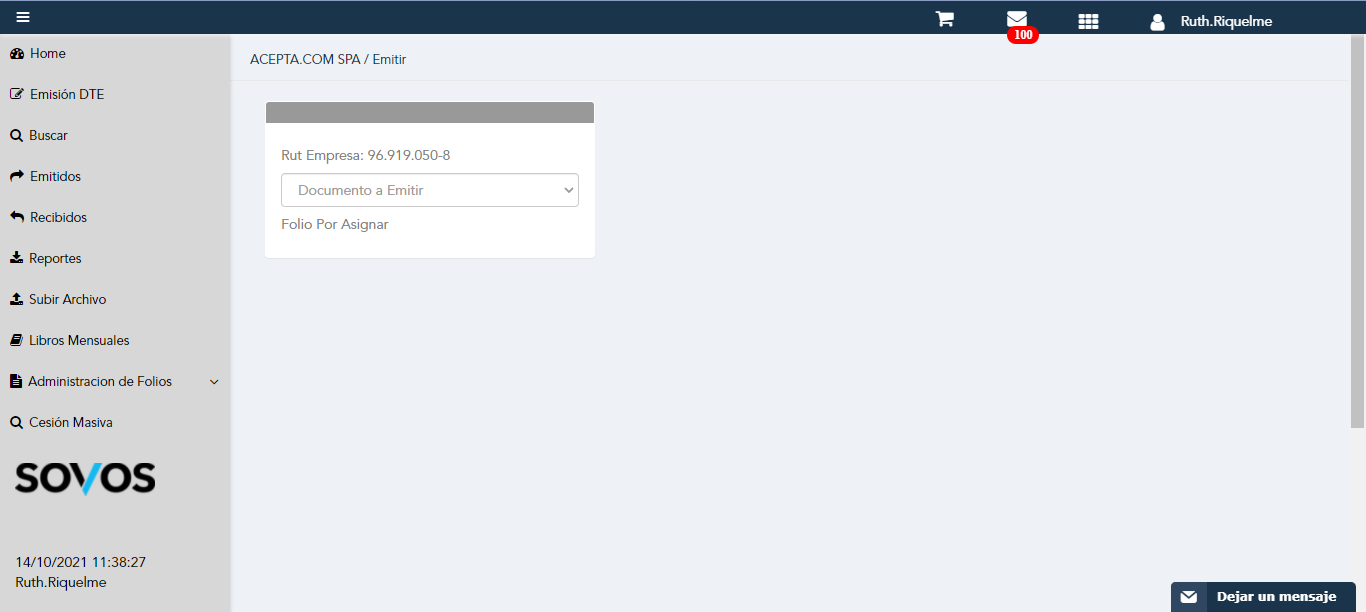 Ruth.Riquelme
100
Home
Emisión DTE
Buscar
Emitidos
Recibidos
Reportes
Subir Archivo
Libros Mensuales
Administracion de Folios
Cesión Masiva
SOVOS
14/10/2021 11:38:27
Ruth.Riquelme
ACEPTA.COM SPA / Emitir
Rut Empresa: 96.919.050-8
Documento a Emitir
Folio Por Asignar
Dejar un mensaje